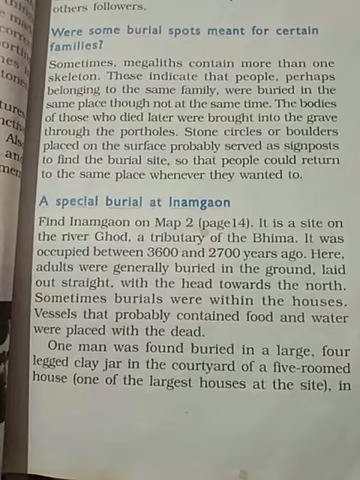 others followers.
Were some burial spots meant for certain
families?
Sometimes, megaliths contain more than one
skeleton. These indicate that people, perhaps
belonging to the same family, were buried in the
same place though not at the same time. The bodies
of those who died later were brought into the grave
through the portholes. Stone circles or boulders
placed on the surface probably served as signposts
to find the burial site, so that people could return
to the same place whenever they wanted to.
A special burial at Inamgaon
Find Inamgaon on Map 2 (page14). It is a site on
the river Ghod, a tributary of the Bhima. It was
occupied between 3600 and 2700 years ago. Here,
adults were generally buried in the ground, laid
out straight, with the head towards the north.
Sometimes burials were within the houses.
Vessels that probably contained food and water
were placed with the dead.
One man was found buried in a large, four
legged clay jar in the courtyard of a five-roomed
house (one of the largest houses at the site), in